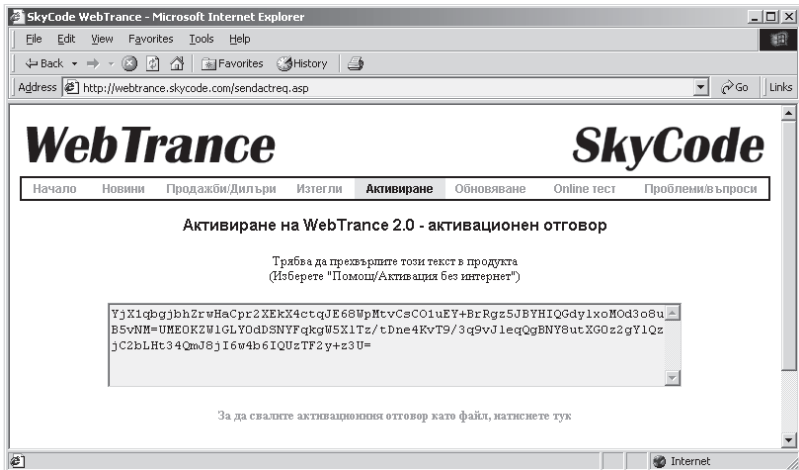 SkyCode WebTrance - Microsoft Internet Explorer
File Edit View Favorites Tools Help
Back Favorites History
Address http://webtrance.skycode.com/sendactreq.asp Go Links
WebTrance SkyCode
Начало Новини Продажби/Дилъри Изтегли Активиране Обновяване Online тест Проблеми/въпроси
Активиране на WebTrance 2.0 - активационен отговор
Трябва да прехвърлите този текст в продукта
(Изберете "Помощ/Активация без интернет")
YjX1qbgjbhZrwHaCpr2XEkX4ctqJE68WpMtvCsCO1uEY+BrRgz5JBYHIQGdylxoMOd3o8u
B5vNM=UME0KZW1GLYOdDSNYFqkgW5X1Tz/tDne4KvT9/3q9vJleqQgBNY8utXGOz2gYlQz
jC2bLHt34QmJ8jI6w4b6IQUzTF2y+z3U=
За да свалите активационния отговор като файл, натиснете тук
Internet